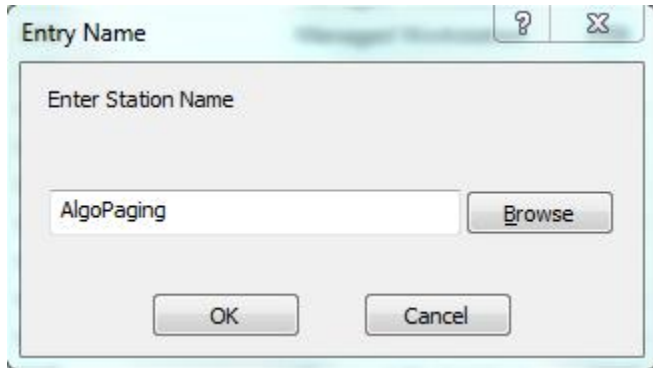 Entry Name
Enter Station Name
AlgoPaging
Browse
OK
Cancel